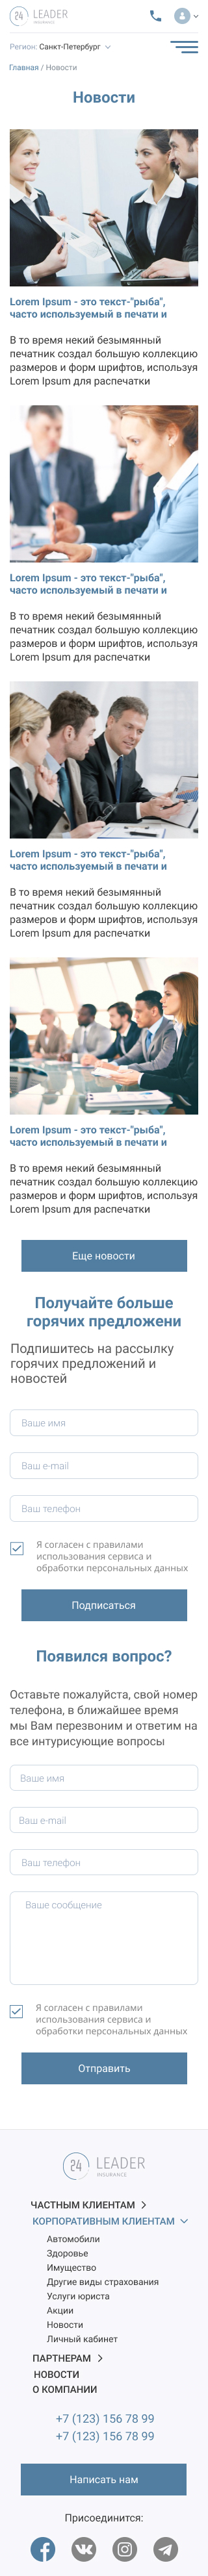 24 LEADER
INSURANCE
Регион: Санкт-Петербург
Главная / Новости
Новости
Lorem Ipsum - это текст-"рыба",
часто используемый в печати и
В то время некий безымянный
печатник создал большую коллекцию
размеров и форм шрифтов, используя
Lorem Ipsum для распечатки
Lorem Ipsum - это текст-"рыба",
часто используемый в печати и
В то время некий безымянный
печатник создал большую коллекцию
размеров и форм шрифтов, используя
Lorem Ipsum для распечатки
Lorem Ipsum - это текст-"рыба",
часто используемый в печати и
В то время некий безымянный
печатник создал большую коллекцию
размеров и форм шрифтов, используя
Lorem Ipsum для распечатки
Lorem Ipsum - это текст-"рыба",
часто используемый в печати и
В то время некий безымянный
печатник создал большую коллекцию
размеров и форм шрифтов, используя
Lorem Ipsum для распечатки
Еще новости
Получайте больше
горячих предложени
Подпишитесь на рассылку
горячих предложений и
новостей
Ваше имя
Ваш e-mail
Ваш телефон
Я согласен с правилами
использования сервиса и
обработки персональных данных
Подписаться
Появился вопрос?
Оставьте пожалуйста, свой номер
телефона, в ближайшее время
мы Вам перезвоним и ответим на
все интурисующие вопросы
Ваше имя
Ваш e-mail
Ваш телефон
Ваше сообщение
Я согласен с правилами
использования сервиса и
обработки персональных данных
Отправить
24 LEADER
INSURANCE
ЧАСТНЫМ КЛИЕНТАМ
КОРПОРАТИВНЫМ КЛИЕНТАМ
Автомобили
Здоровье
Имущество
Другие виды страхования
Услуги юриста
Акции
Новости
Личный кабинет
ПАРТНЕРАМ
НОВОСТИ
О КОМПАНИИ
+7 (123) 156 78 99
+7 (123) 156 78 99
Написать нам
Присоединится: